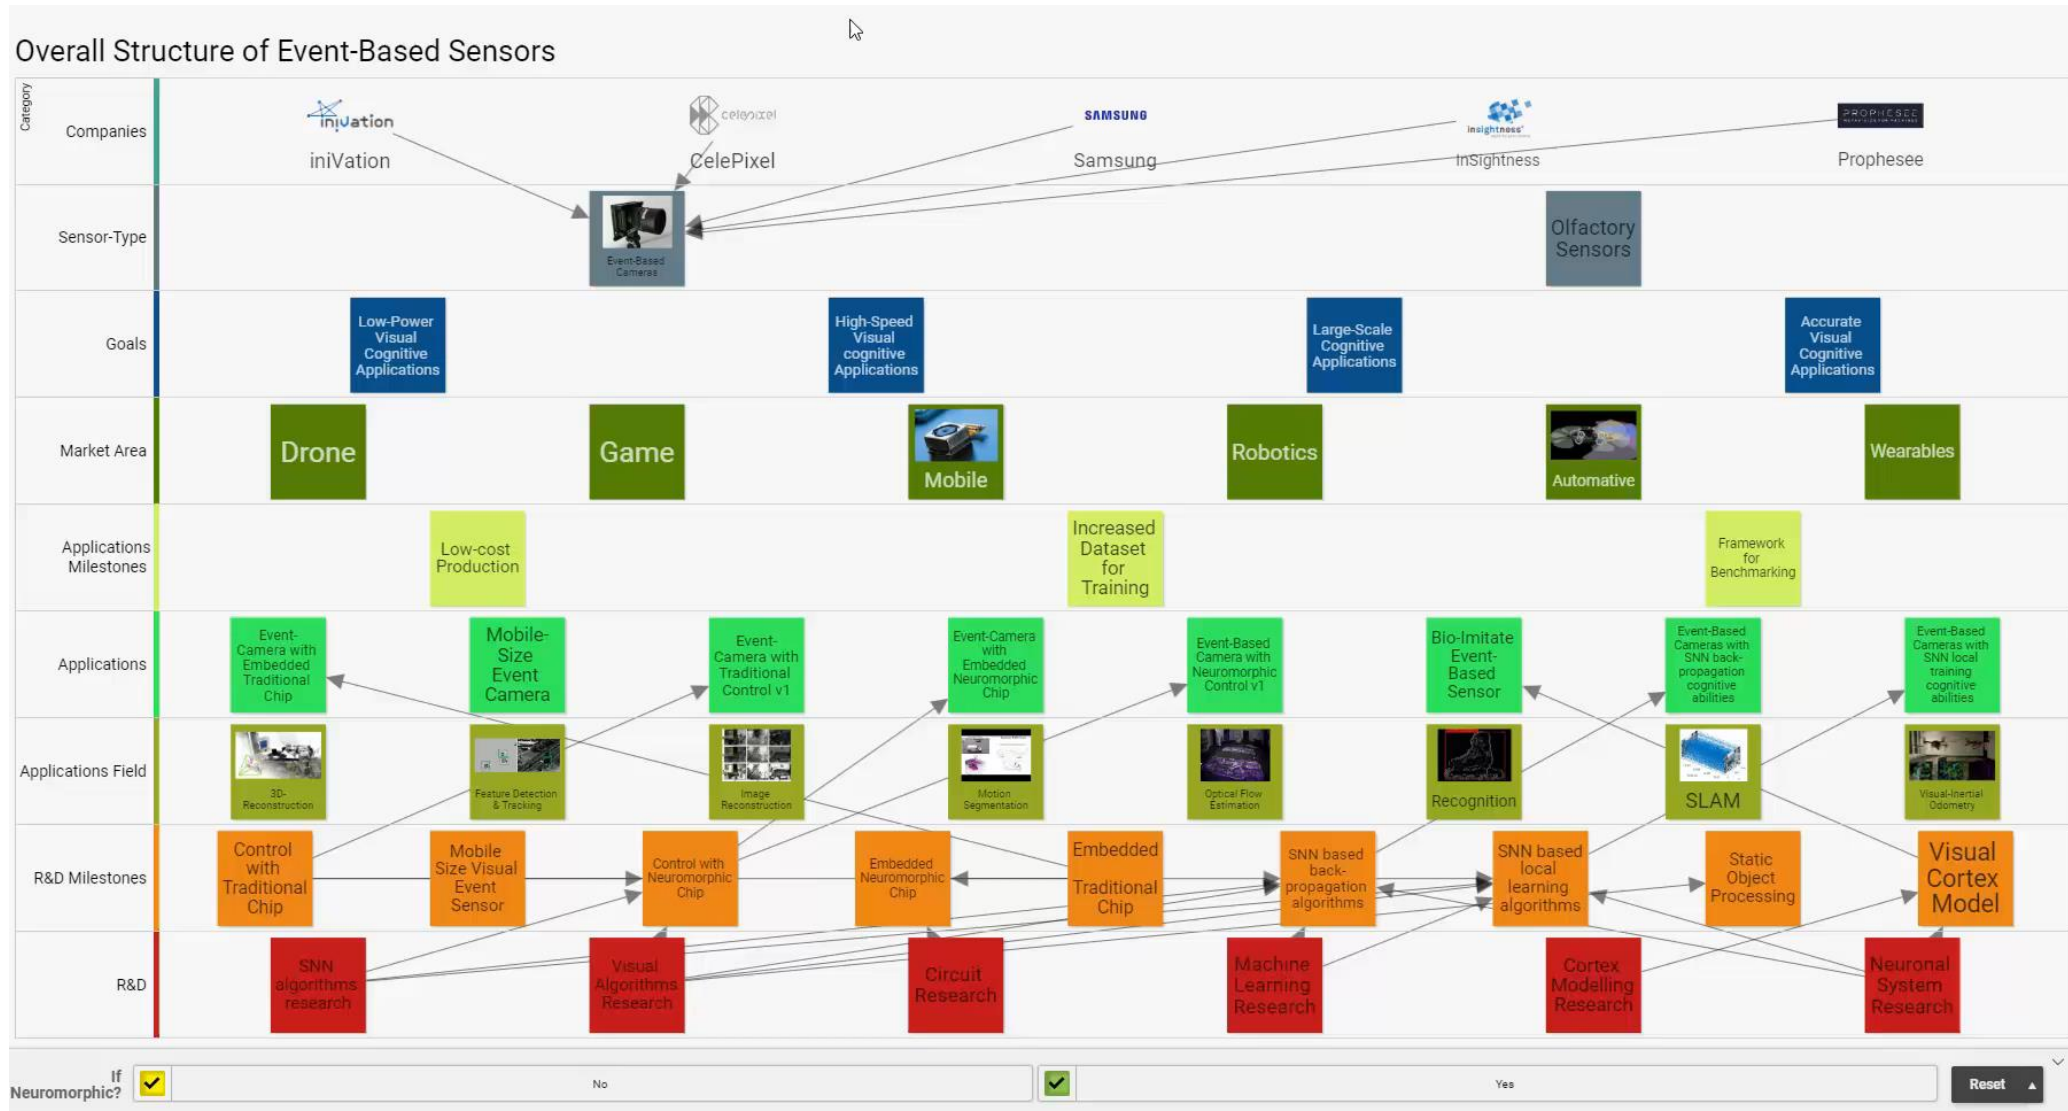 Overall Structure of Event-Based Sensors
Category
Companies
iniVation
celepixel
SAMSUNG
insightness
PROPHESEE
iniVation
CelePixel
Samsung
InSightness
Prophesee
Sensor-Type
Event-Based
Cameras
Olfactory
Sensors
Goals
Low-Power
Visual
Cognitive
Applications
High-Speed
Visual
cognitive
Applications
Large-Scale
Cognitive
Applications
Accurate
Visual
Cognitive
Applications
Market Area
Drone
Game
Mobile
Robotics
Automative
Wearables
Applications
Milestones
Low-cost
Production
Increased
Dataset
for
Training
Framework
for
Benchmarking
Applications
Event-
Camera with
Embedded
Traditional
Chip
Mobile-
Size
Event
Camera
Event-
Camera with
Traditional
Control v1
Event-Camera
with
Embedded
Neuromorphic
Chip
Event-Based
Camera with
Neuromorphic
Control v1
Bio-Imitate
Event-
Based
Sensor
Event-Based
Cameras with
SNN back-
propagation
cognitive
abilities
Event-Based
Cameras with
SNN local
training
cognitive
abilities
Applications Field
3D-
Reconstruction
Feature Detection
& Tracking
Image
Reconstruction
Motion
Segmentation
Optical Flow
Estimation
Recognition
SLAM
Visual-Inertial
Odometry
R&D Milestones
Control
with
Traditional
Chip
Mobile
Size Visual
Event
Sensor
Control with
Neuromorphic
Chip
Embedded
Neuromorphic
Chip
Embedded
Traditional
Chip
SNN based
back-
propagation
algorithms
SNN based
local
learning
algorithms
Static
Object
Processing
Visual
Cortex
Model
R&D
SNN
algorithms
research
Visual
Algorithms
Research
Circuit
Research
Machine
Learning
Research
Cortex
Modelling
Research
Neuronal
System
Research
If
Neuromorphic?
No
Yes
Reset